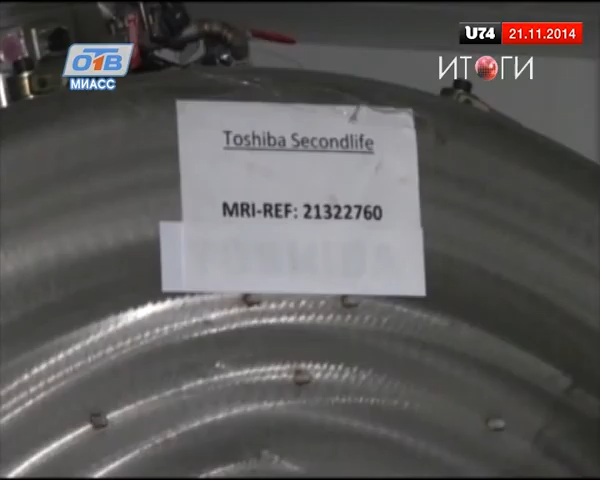 ОТВ
МИАСС
U74 21.11.2014
ИТОГИ
Toshiba Secondlife
MRI-REF: 21322760
TOSHIBA